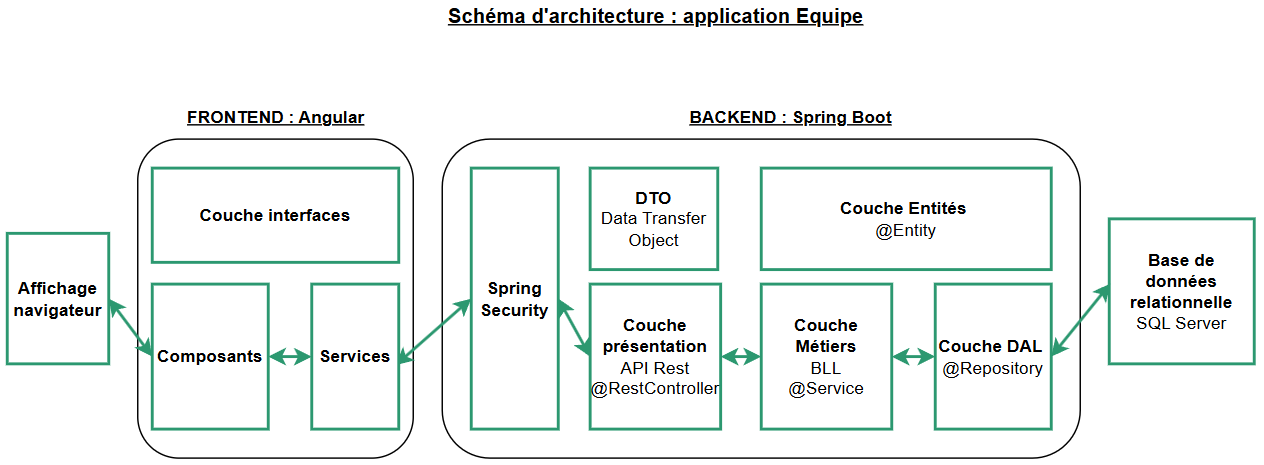 Schéma d'architecture : application Equipe
FRONTEND : Angular
BACKEND : Spring Boot
Affichage
navigateur
Couche interfaces
Composants
Services
Spring
Security
DTO
Data Transfer
Object
Couche Entités
@Entity
Couche
présentation
API Rest
@RestController
Couche
Métiers
BLL
@Service
Couche DAL
@Repository
Base de
données
relationnelle
SQL Server